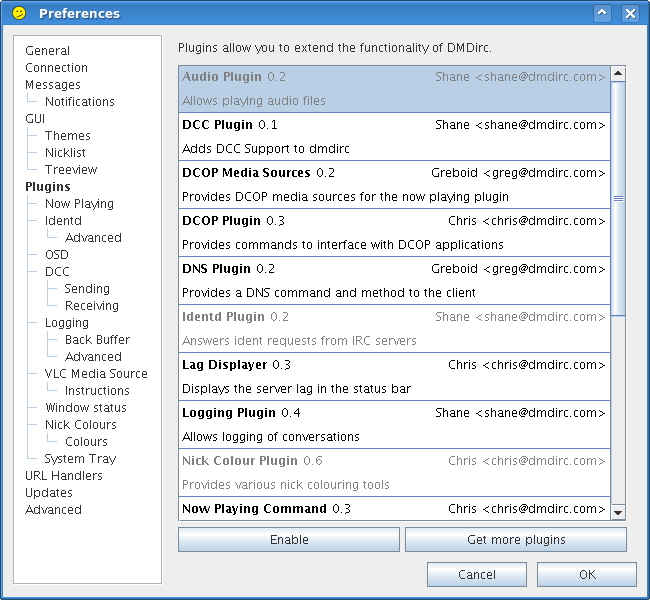 Preferences
General
Connection
Messages
Notifications
GUI
Themes
Nicklist
Treeview
Plugins
Now Playing
Identd
Advanced
OSD
DCC
Sending
Receiving
Logging
Back Buffer
Advanced
VLC Media Source
Instructions
Window status
Nick Colours
Colours
System Tray
URL Handlers
Updates
Advanced
Plugins allow you to extend the functionality of DMDirc.
Audio Plugin 0.2 Shane <shane@dmdirc.com>
Allows playing audio files
DCC Plugin 0.1 Shane <shane@dmdirc.com>
Adds DCC Support to dmdirc
DCOP Media Sources 0.2 Greboid <greg@dmdirc.com>
Provides DCOP media sources for the now playing plugin
DCOP Plugin 0.3 Chris <chris@dmdirc.com>
Provides commands to interface with DCOP applications
DNS Plugin 0.2 Greboid <greg@dmdirc.com>
Provides a DNS command and method to the client
Identd Plugin 0.2 Shane <shane@dmdirc.com>
Answers ident requests from IRC servers
Lag Displayer 0.3 Chris <chris@dmdirc.com>
Displays the server lag in the status bar
Logging Plugin 0.4 Shane <shane@dmdirc.com>
Allows logging of conversations
Nick Colour Plugin 0.6 Chris <chris@dmdirc.com>
Provides various nick colouring tools
Now Playing Command 0.3 Chris <chris@dmdirc.com>
Enable Get more plugins
Cancel OK